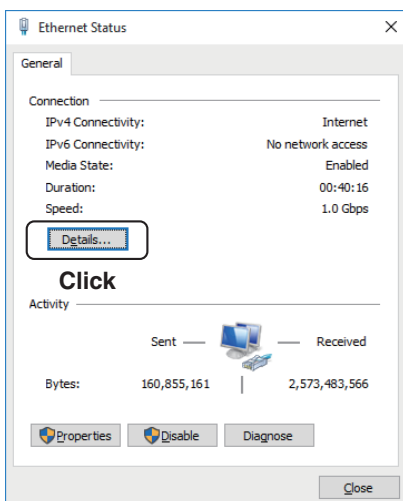 Ethernet Status
General
Connection
IPv4 Connectivity: Internet
IPv6 Connectivity: No network access
Media State: Enabled
Duration: 00:40:16
Speed: 1.0 Gbps
Details...
Click
Activity
Sent Received
Bytes: 160,855,161 2,573,483,566
Properties Disable Diagnose
Close